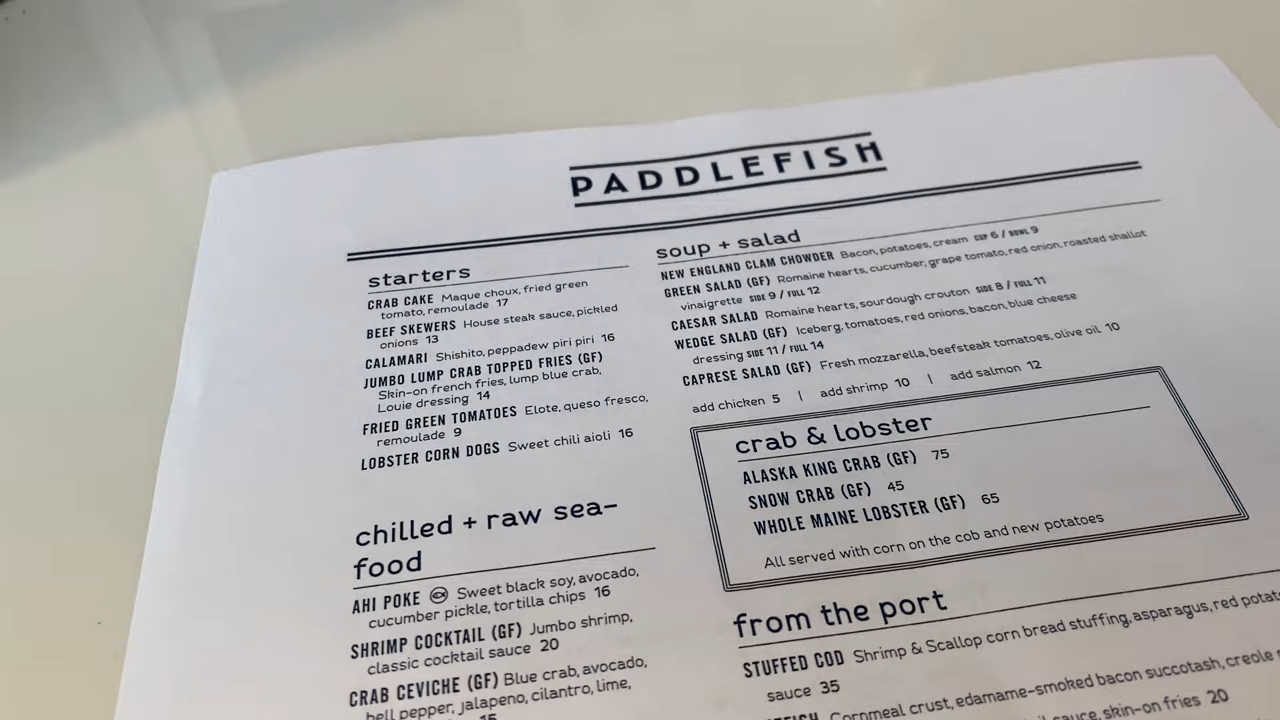 PADDLEFISH
starters
CRAB CAKE Maque choux, fried green
tomato, remoulade 17
BEEF SKEWERS House steak sauce, pickled
onions 13
CALAMARI Shishito, peppadew piri piri 16
JUMBO LUMP CRAB TOPPED FRIES (GF)
Skin-on french fries, lump blue crab,
Louie dressing 14
FRIED GREEN TOMATOES Elote, queso fresco,
remoulade 9
LOBSTER CORN DOGS Sweet chili aioli 16
chilled + raw sea-
food
AHI POKE Sweet black soy, avocado,
cucumber pickle, tortilla chips 16
SHRIMP COCKTAIL (GF) Jumbo shrimp,
classic cocktail sauce 20
CRAB CEVICHE (GF) Blue crab, avocado,
bell pepper, jalapeno, cilantro, lime,
15
soup + salad
NEW ENGLAND CLAM CHOWDER Bacon, potatoes, cream CUP 6 / BOWL 9
GREEN SALAD (GF) Romaine hearts, cucumber, grape tomato, red onion, roasted shallot
vinaigrette SIDE 9 / FULL 12
CAESAR SALAD Romaine hearts, sourdough crouton SIDE 8 / FULL 11
WEDGE SALAD (GF) Iceberg, tomatoes, red onions, bacon, blue cheese
dressing SIDE 11 / FULL 14
CAPRESE SALAD (GF) Fresh mozzarella, beefsteak tomatoes, olive oil 10
add chicken 5 | add shrimp 10 | add salmon 12
crab & lobster
ALASKA KING CRAB (GF) 75
SNOW CRAB (GF) 45
WHOLE MAINE LOBSTER (GF) 65
All served with corn on the cob and new potatoes
from the port
STUFFED COD Shrimp & Scallop corn bread stuffing, asparagus, red
sauce 35
Cornmeal crust, edamame-smoked bacon succotash, creole
sauce, skin-on fries 20